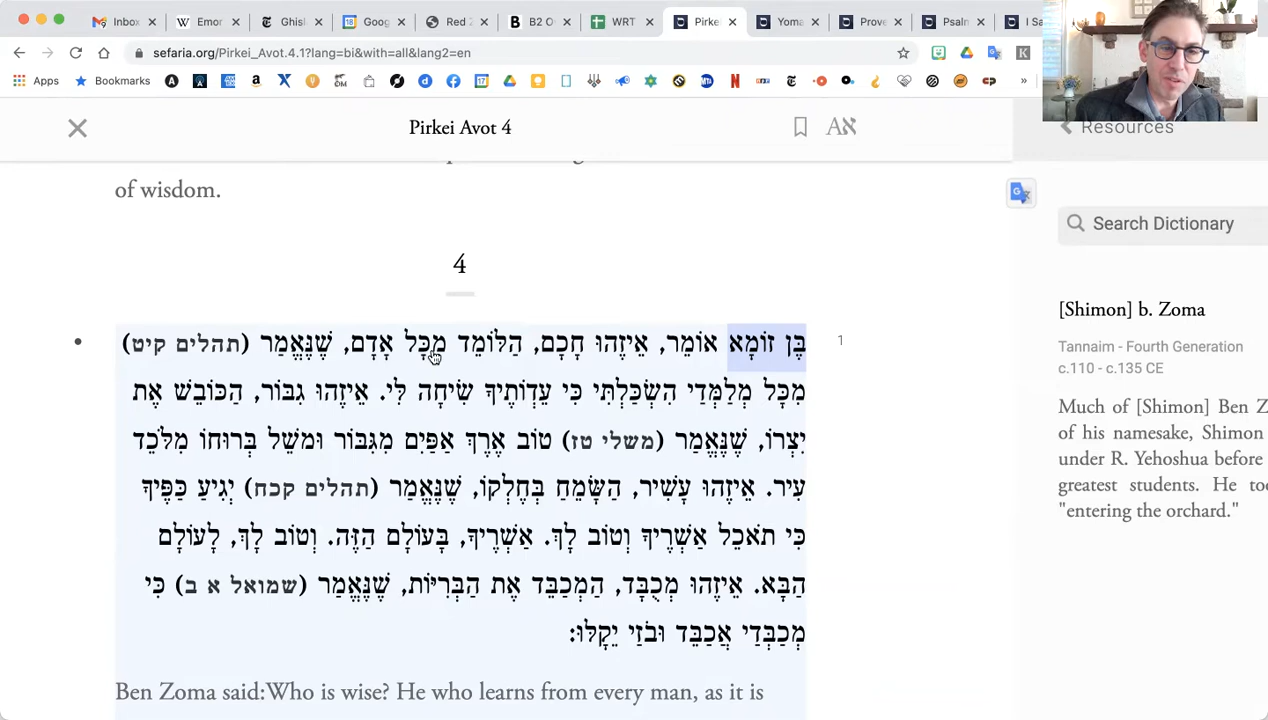 Inbox
Emor
Ghisl
Goog
Red 2
B2 O
WRT
Pirkei
Yoma
Prove
Psaln
I Sa
sefaria.org/Pirkei_Avot.4.1?lang=bi&with=all&lang2=en
Apps
Bookmarks
Pirkei Avot 4
Resources
of wisdom.
Search Dictionary
4
[Shimon] b. Zoma
Tannaim - Fourth Generation
c.110 - c.135 CE
Much of [Shimon] Ben Z
of his namesake, Shimon
under R. Yehoshua before
greatest students. He too
"entering the orchard."
1
בֶּן זוֹמָא אוֹמֵר, אֵיזֶהוּ חָכָם, הַלּוֹמֵד מִכָּל אָדָם, שֶׁנֶּאֱמַר (תהלים קיט)
מִכָּל מְלַמְּדַי הִשְׂכַּלְתִּי כִּי עֵדְוֹתֶיךָ שִׂיחָה לִּי. אֵיזֶהוּ גִבּוֹר, הַכּוֹבֵשׁ אֶת
יִצְרוֹ, שֶׁנֶּאֱמַר (משלי טז) טוֹב אֶרֶךְ אַפַּיִם מִגִּבּוֹר וּמשֵׁל בְּרוּחוֹ מִלֹּכֵד
עִיר. אֵיזֶהוּ עָשִׁיר, הַשָּׂמֵחַ בְּחֶלְקוֹ, שֶׁנֶּאֱמַר (תהלים קכח) יְגִיעַ כַּפֶּיךָ
כִּי תֹאכֵל אַשְׁרֶיךָ וְטוֹב לָךְ. אַשְׁרֶיךָ, בָּעוֹלָם הַזֶּה. וְטוֹב לָךְ, לָעוֹלָם
הַבָּא. אֵיזֶהוּ מְכֻבָּד, הַמְכַבֵּד אֶת הַבְּרִיּוֹת, שֶׁנֶּאֱמַר (שמואל א ב) כִּי
מְכַבְּדַי אֲכַבֵּד וּבֹזַי יֵקָלּוּ:
Ben Zoma said:Who is wise? He who learns from every man, as it is